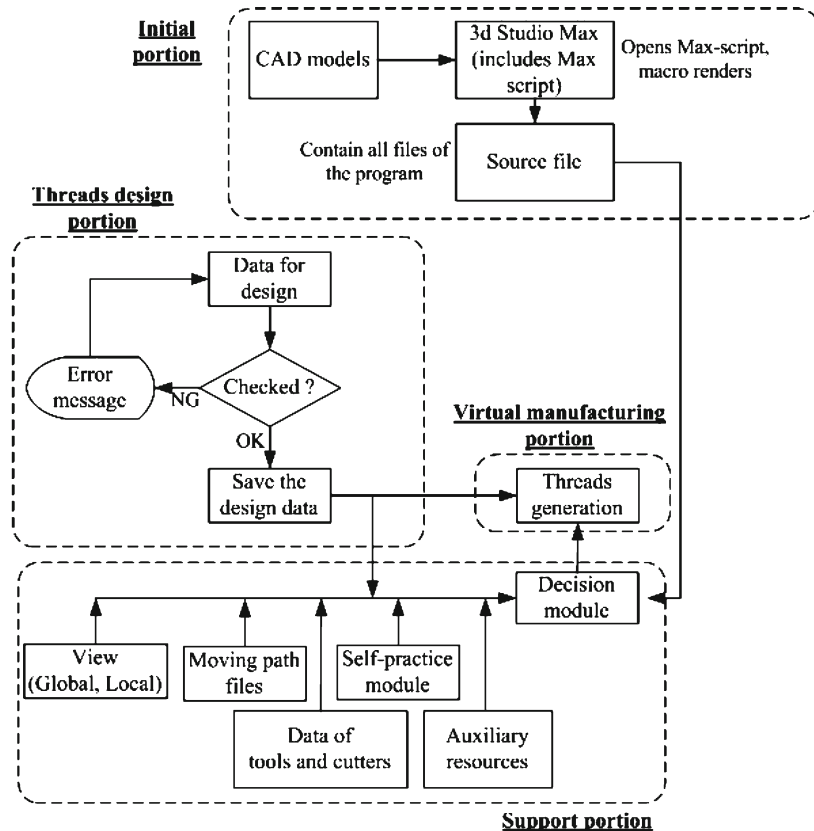 Initial
portion
CAD models
3d Studio Max
(includes Max
script)
Opens Max-script,
macro renders
Contain all files of
the program
Source file
Threads design
portion
Data for
design
Error
message
Checked ?
NG
OK
Save the
design data
Virtual manufacturing
portion
Threads
generation
Decision
module
View
(Global, Local)
Moving path
files
Self-practice
module
Data of
tools and cutters
Auxiliary
resources
Support portion